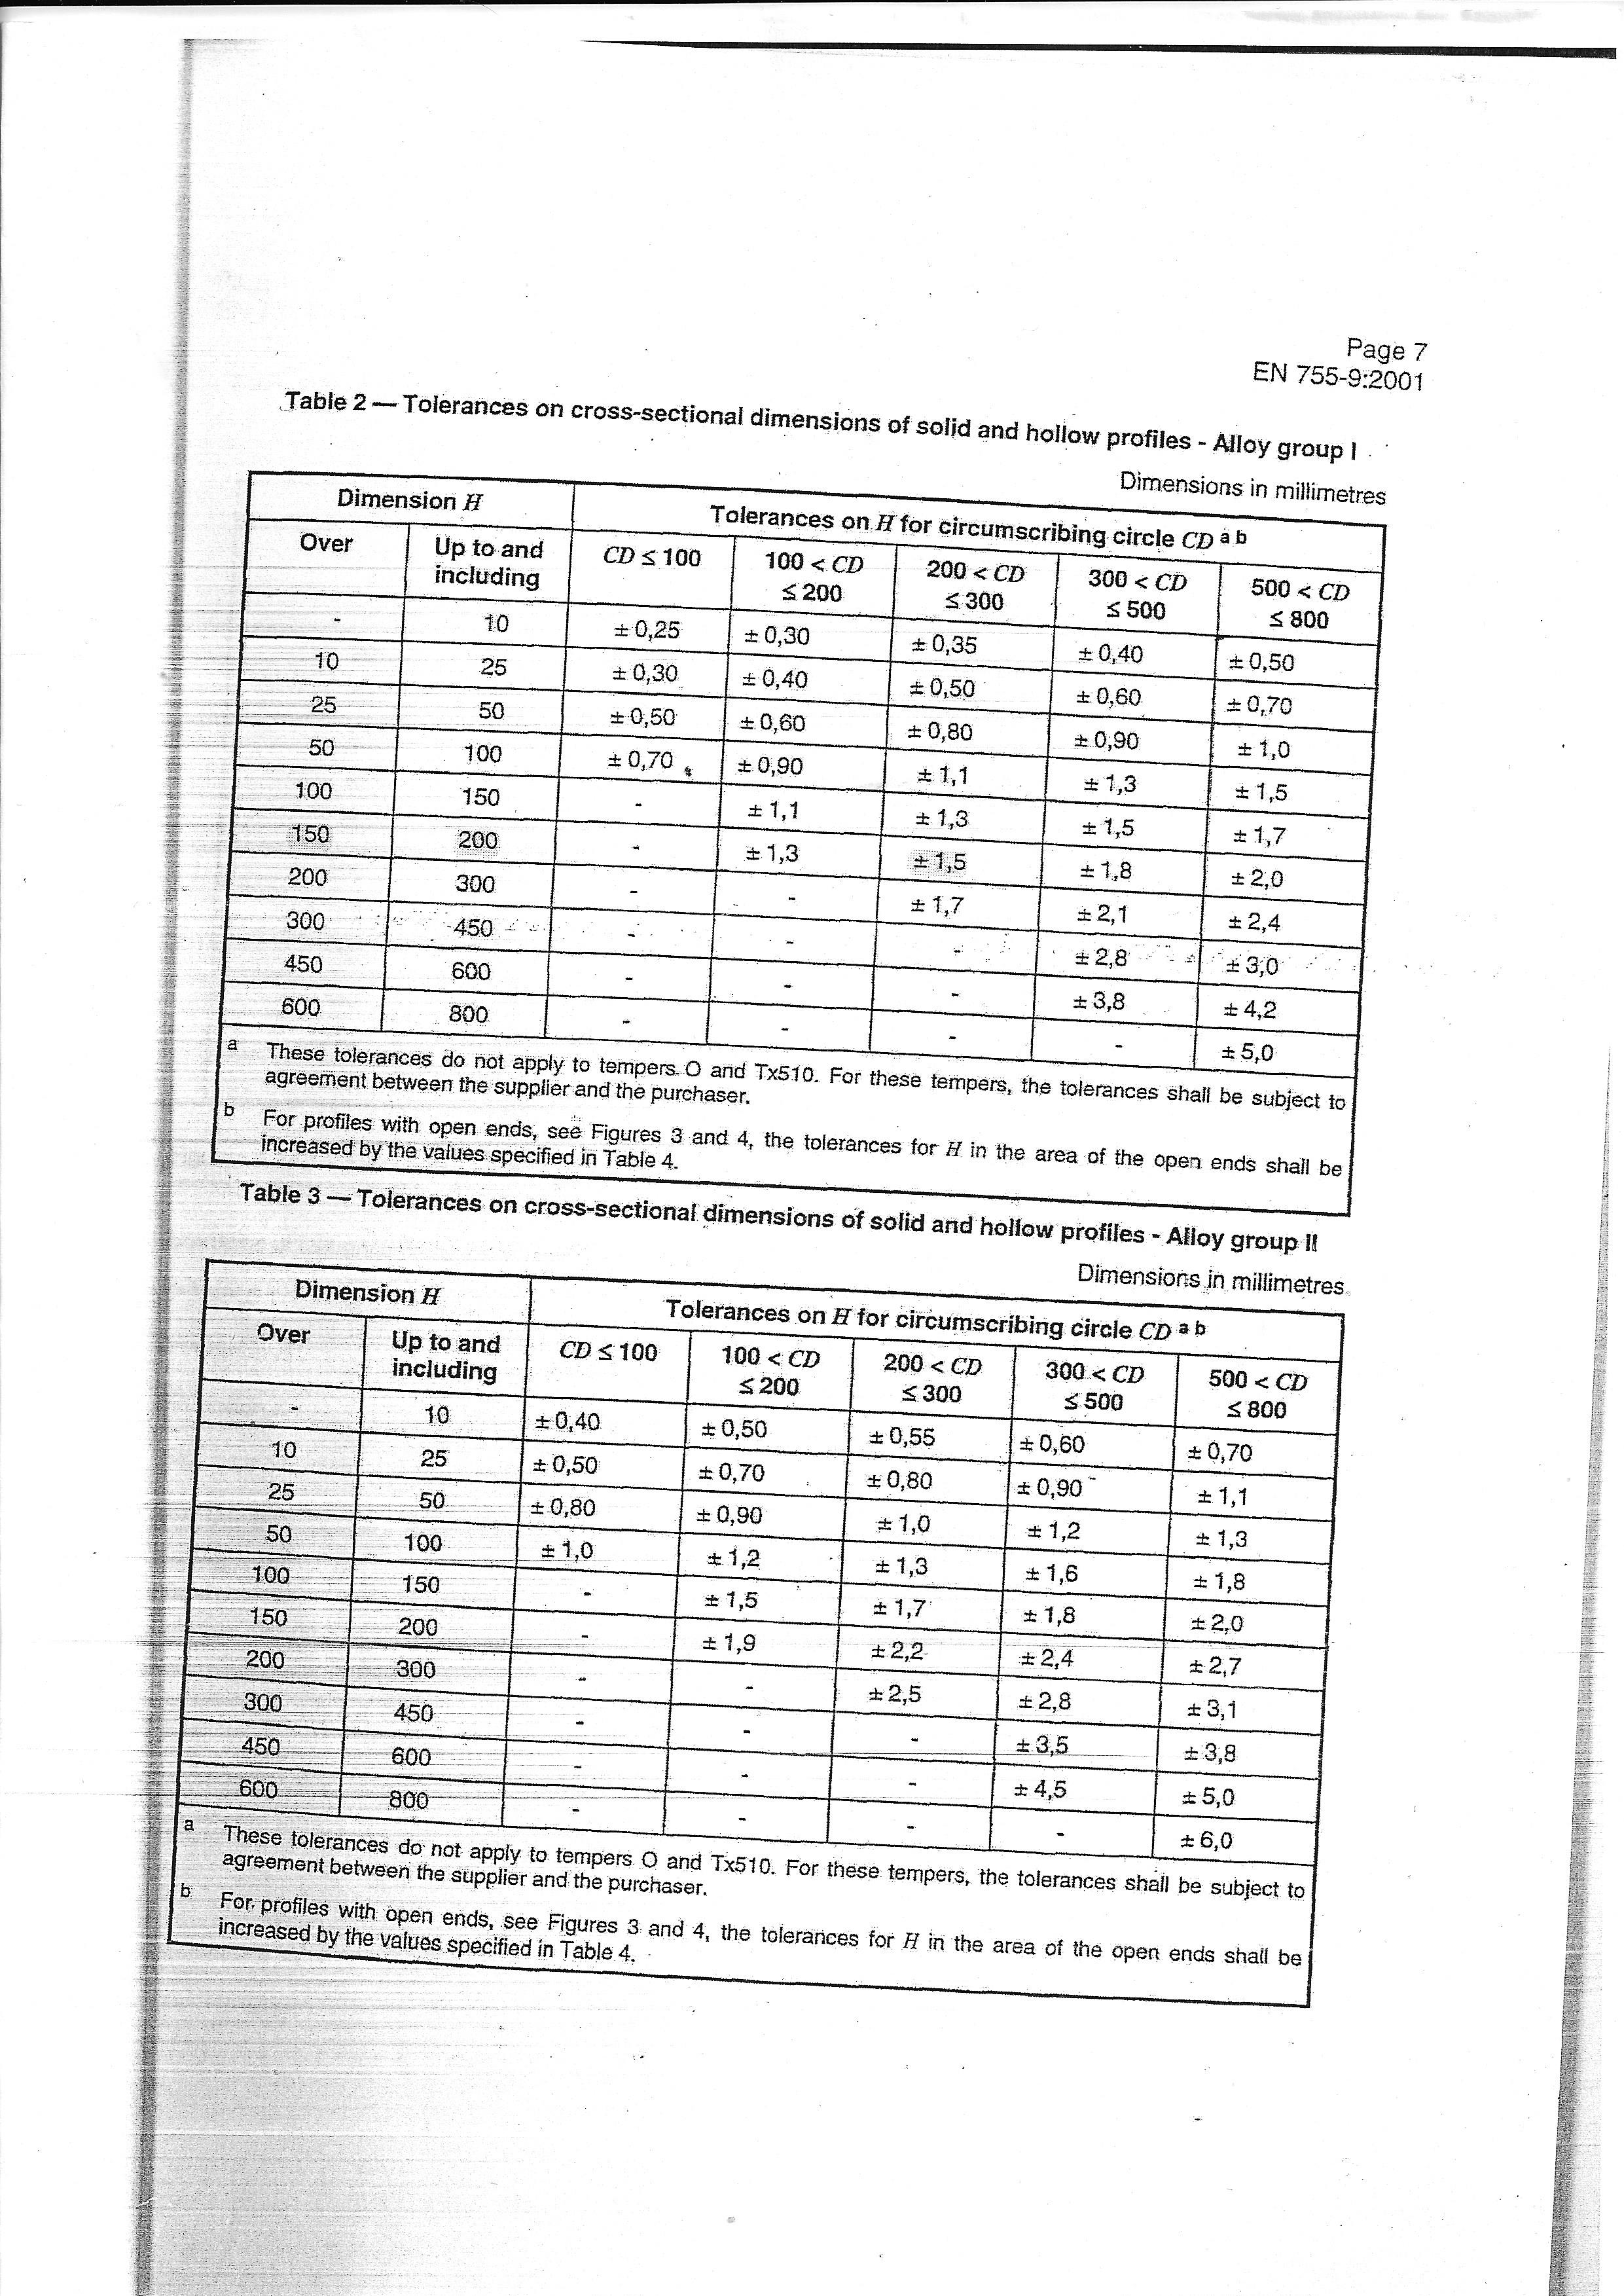 Page 7
EN 755-9:2001
Table 2 — Tolerances on cross-sectional dimensions of solid and hollow profiles - Alloy group I
Dimensions in millimetres
Dimension H Tolerances on H for circumscribing circle CD a b
Over Up to and including CD ≤ 100 100 < CD ≤ 200 200 < CD ≤ 300 300 < CD ≤ 500 500 < CD ≤ 800
- 10 ± 0,25 ± 0,30 ± 0,35 ± 0,40 ± 0,50
10 25 ± 0,30 ± 0,40 ± 0,50 ± 0,60 ± 0,70
25 50 ± 0,50 ± 0,60 ± 0,80 ± 0,90 ± 1,0
50 100 ± 0,70 ± 0,90 ± 1,1 ± 1,3 ± 1,5
100 150 - ± 1,1 ± 1,3 ± 1,5 ± 1,7
150 200 - ± 1,3 ± 1,5 ± 1,8 ± 2,0
200 300 - - ± 1,7 ± 2,1 ± 2,4
300 450 - - - ± 2,8 ± 3,0
450 600 - - - ± 3,8 ± 4,2
600 800 - - - - ± 5,0
a These tolerances do not apply to tempers O and Tx510. For these tempers, the tolerances shall be subject to
agreement between the supplier and the purchaser.
b For profiles with open ends, see Figures 3 and 4, the tolerances for H in the area of the open ends shall be
increased by the values specified in Table 4.
Table 3 — Tolerances on cross-sectional dimensions of solid and hollow profiles - Alloy group II
Dimensions in millimetres
Dimension H Tolerances on H for circumscribing circle CD a b
Over Up to and including CD ≤ 100 100 < CD ≤ 200 200 < CD ≤ 300 300 < CD ≤ 500 500 < CD ≤ 800
- 10 ± 0,40 ± 0,50 ± 0,55 ± 0,60 ± 0,70
10 25 ± 0,50 ± 0,70 ± 0,80 ± 0,90 ± 1,1
25 50 ± 0,80 ± 0,90 ± 1,0 ± 1,2 ± 1,3
50 100 ± 1,0 ± 1,2 ± 1,3 ± 1,6 ± 1,8
100 150 - ± 1,5 ± 1,7 ± 1,8 ± 2,0
150 200 - ± 1,9 ± 2,2 ± 2,4 ± 2,7
200 300 - - ± 2,5 ± 2,8 ± 3,1
300 450 - - - ± 3,5 ± 3,8
450 600 - - - ± 4,5 ± 5,0
600 800 - - - - ± 6,0
a These tolerances do not apply to tempers O and Tx510. For these tempers, the tolerances shall be subject to
agreement between the supplier and the purchaser.
b For profiles with open ends, see Figures 3 and 4, the tolerances for H in the area of the open ends shall be
increased by the values specified in Table 4.